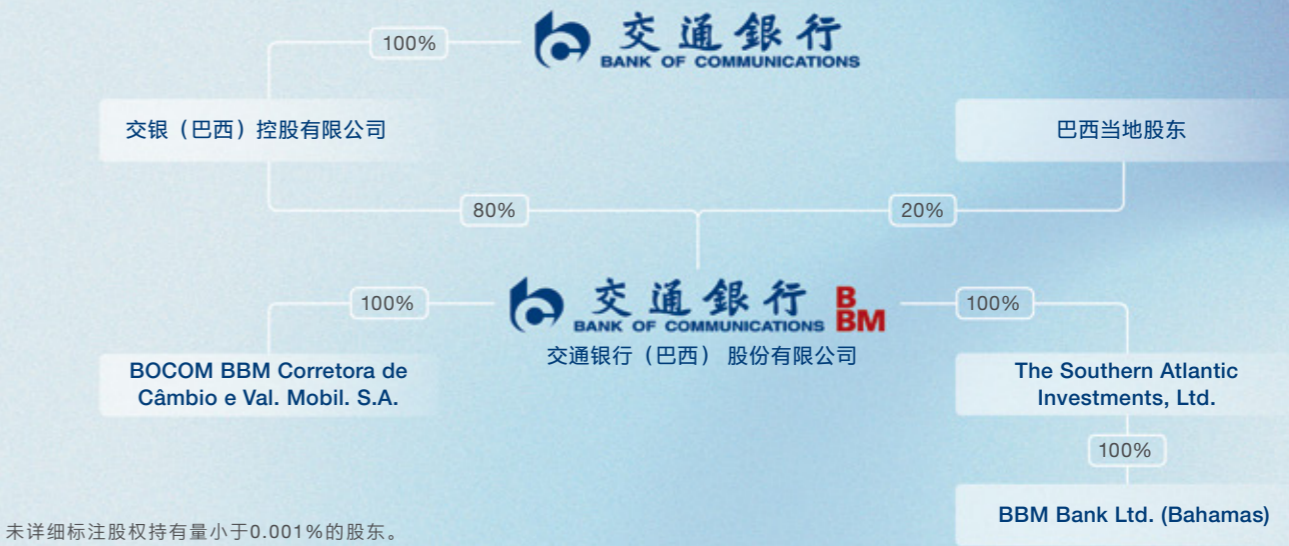 交通銀行
BANK OF COMMUNICATIONS
100%
交银（巴西）控股有限公司
巴西当地股东
80%
20%
交通銀行
BANK OF COMMUNICATIONS
B
BM
交通银行（巴西） 股份有限公司
100%
100%
BOCOM BBM Corretora de
Câmbio e Val. Mobil. S.A.
The Southern Atlantic
Investments, Ltd.
100%
BBM Bank Ltd. (Bahamas)
未详细标注股权持有量小于0.001%的股东。